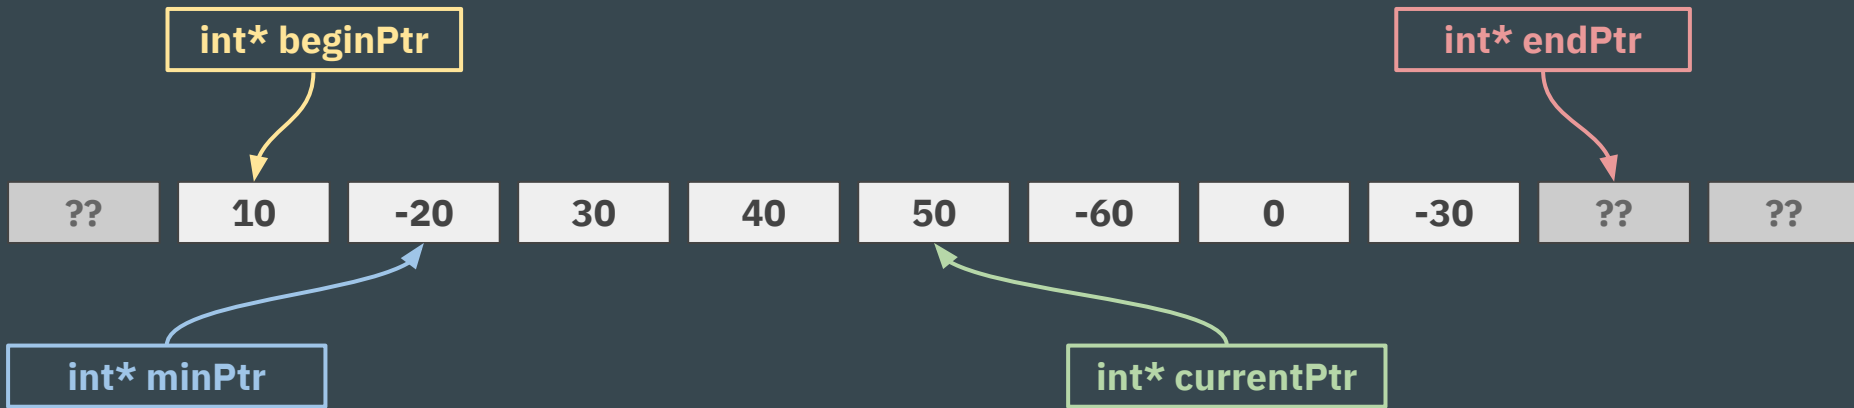 int* beginPtr
int* endPtr
?? 10 -20 30 40 50 -60 0 -30 ?? ??
int* minPtr
int* currentPtr